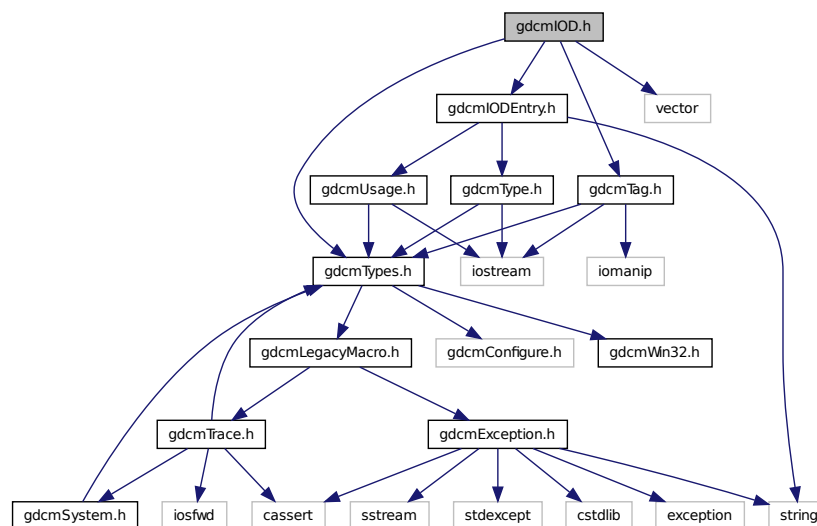 gdcmIOD.h
gdcmIODEntry.h
vector
gdcmUsage.h
gdcmType.h
gdcmTag.h
gdcmTypes.h
iostream
iomanip
gdcmLegacyMacro.h
gdcmConfigure.h
gdcmWin32.h
gdcmTrace.h
gdcmException.h
gdcmSystem.h
iosfwd
cassert
sstream
stdexcept
cstdlib
exception
string